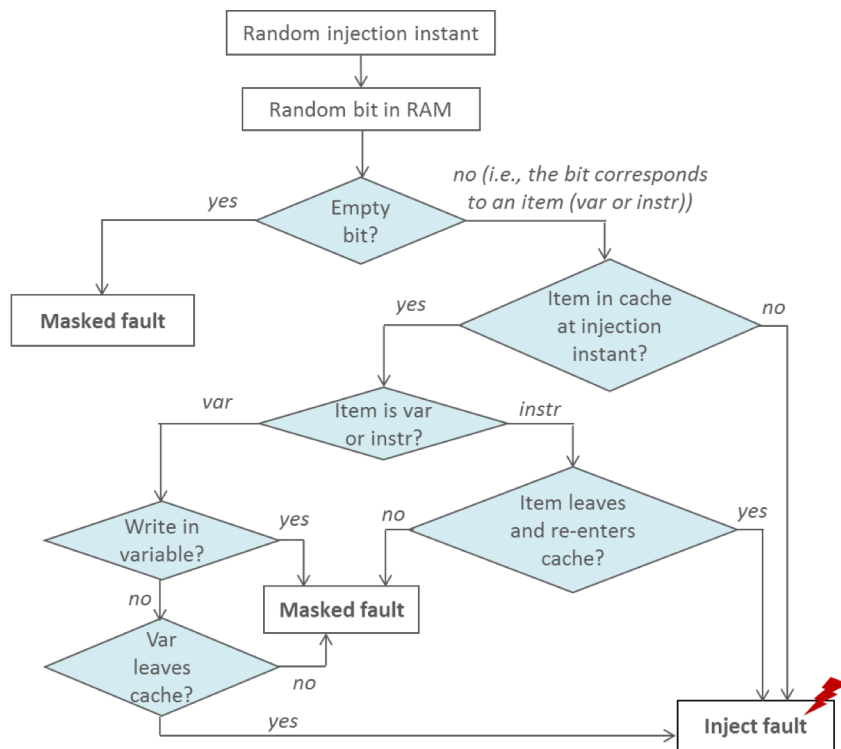 Random injection instant
Random bit in RAM
no (i.e., the bit corresponds
to an item (var or instr))
yes
Empty
bit?
Masked fault
Item in cache
at injection
instant?
yes
no
var
Item is var
or instr?
instr
Write in
variable?
yes
no
Item leaves
and re-enters
cache?
yes
no
Masked fault
Var
leaves
cache?
no
yes
Inject fault